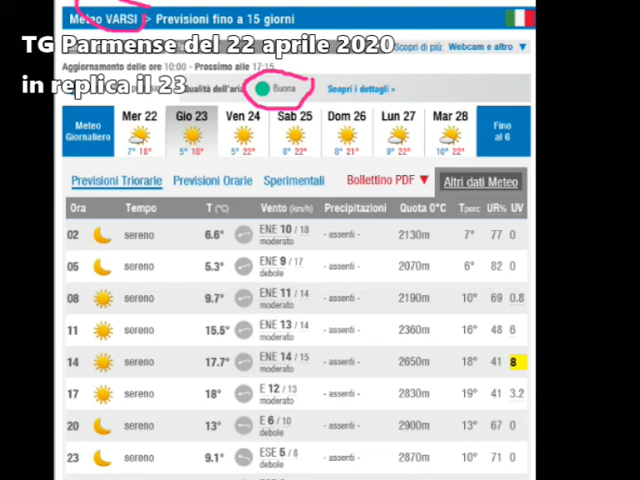 Meteo VARSI > Previsioni fino a 15 giorni
TG Parmense del 22 aprile 2020
in replica il 23
Scopri di più: Webcam e altro ▼
Aggiornamento delle ore 10:00 - Prossimo alle 17:15
Qualità dell'aria Buona Scopri i dettagli »
Meteo Giornaliero
Mer 22 Gio 23 Ven 24 Sab 25 Dom 26 Lun 27 Mar 28
Fino al 6
7° 18° 5° 18° 5° 22° 8° 22° 8° 21° 9° 22° 10° 22°
Previsioni Triorarie Previsioni Orarie Sperimentali Bollettino PDF ▼ Altri dati Meteo
Ora Tempo T (°C) Vento (km/h) Precipitazioni Quota 0°C Tperc UR% UV
02 sereno 6.6° ENE 10 / 18 moderato - assenti - 2130m 7° 77 0
05 sereno 5.3° ENE 9 / 17 debole - assenti - 2070m 6° 82 0
08 sereno 9.7° ENE 11 / 14 moderato - assenti - 2190m 10° 69 0.8
11 sereno 15.5° ENE 13 / 14 moderato - assenti - 2360m 16° 48 6
14 sereno 17.7° ENE 14 / 15 moderato - assenti - 2650m 18° 41 8
17 sereno 18° E 12 / 13 moderato - assenti - 2830m 19° 41 3.2
20 sereno 13° E 6 / 10 debole - assenti - 2900m 13° 67 0
23 sereno 9.1° ESE 5 / 8 debole - assenti - 2870m 10° 71 0